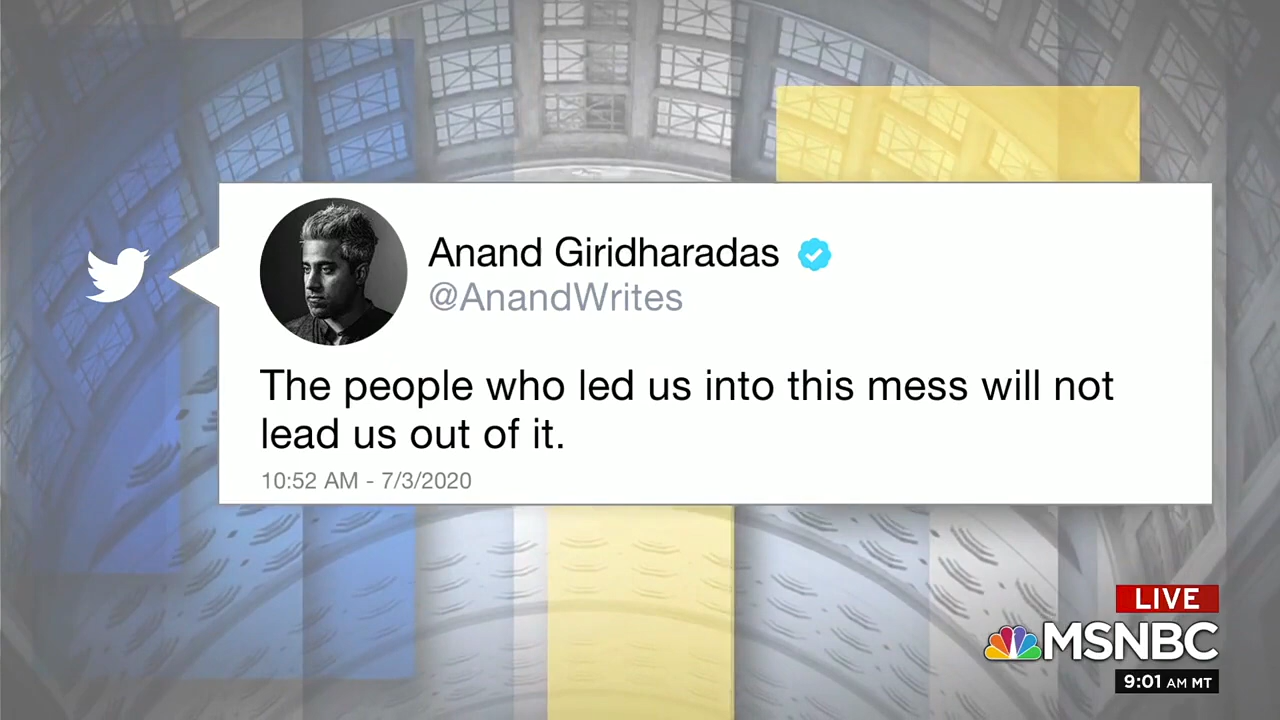 Anand Giridharadas
@AnandWrites
The people who led us into this mess will not
lead us out of it.
10:52 AM - 7/3/2020
LIVE
MSNBC
9:01 AM MT